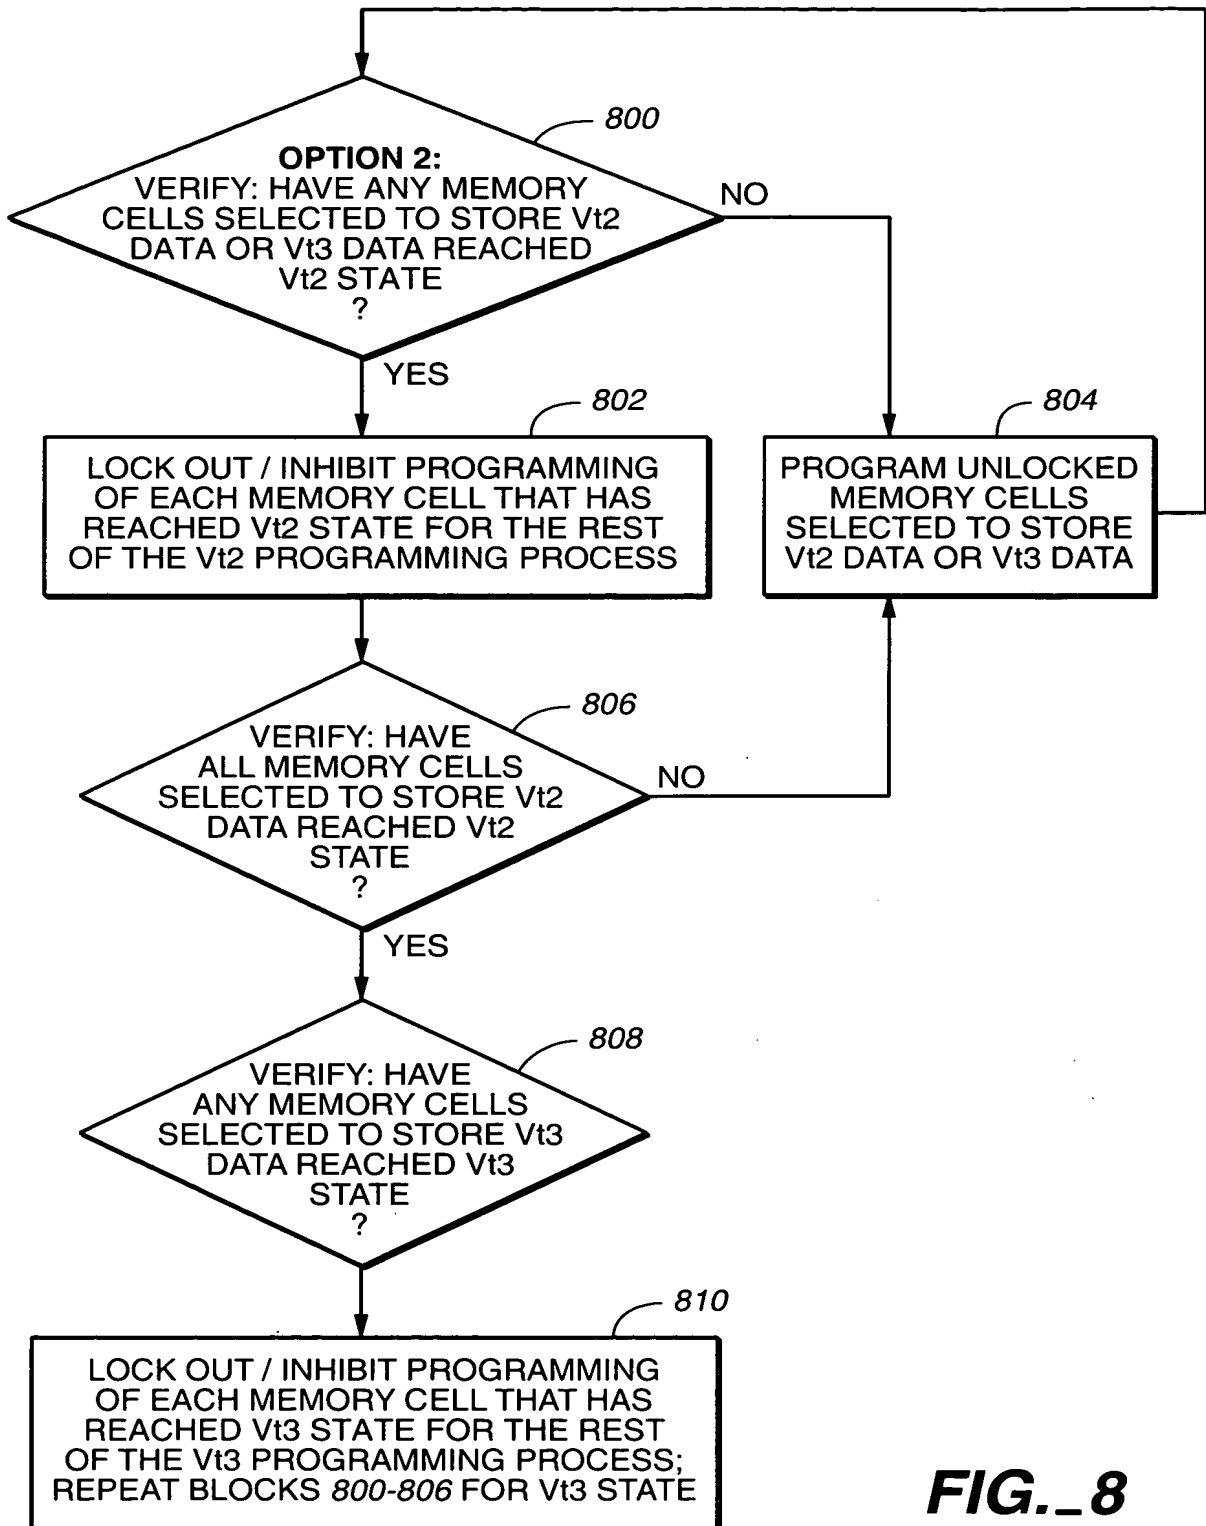 800
OPTION 2:
VERIFY: HAVE ANY MEMORY
CELLS SELECTED TO STORE Vt2
DATA OR Vt3 DATA REACHED
Vt2 STATE
?
NO
YES
802
LOCK OUT / INHIBIT PROGRAMMING
OF EACH MEMORY CELL THAT HAS
REACHED Vt2 STATE FOR THE REST
OF THE Vt2 PROGRAMMING PROCESS
804
PROGRAM UNLOCKED
MEMORY CELLS
SELECTED TO STORE
Vt2 DATA OR Vt3 DATA
806
VERIFY: HAVE
ALL MEMORY CELLS
SELECTED TO STORE Vt2
DATA REACHED Vt2
STATE
?
NO
YES
808
VERIFY: HAVE
ANY MEMORY CELLS
SELECTED TO STORE Vt3
DATA REACHED Vt3
STATE
?
810
LOCK OUT / INHIBIT PROGRAMMING
OF EACH MEMORY CELL THAT HAS
REACHED Vt3 STATE FOR THE REST
OF THE Vt3 PROGRAMMING PROCESS;
REPEAT BLOCKS 800-806 FOR Vt3 STATE
FIG._8